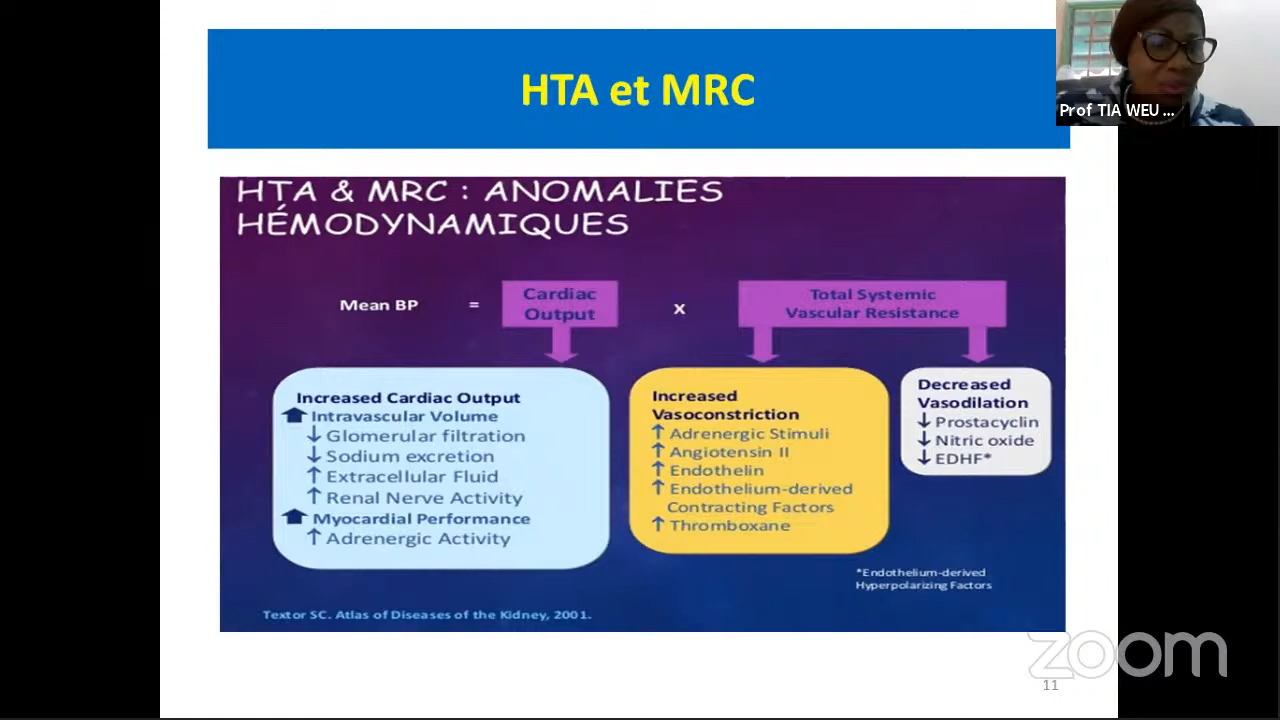 HTA et MRC
Prof TIA WEU ...
HTA & MRC : ANOMALIES
HÉMODYNAMIQUES
Mean BP = Cardiac Output x Total Systemic Vascular Resistance
Increased Cardiac Output
Intravascular Volume
↓ Glomerular filtration
↓ Sodium excretion
↑ Extracellular Fluid
↑ Renal Nerve Activity
Myocardial Performance
↑ Adrenergic Activity
Increased
Vasoconstriction
↑ Adrenergic Stimuli
↑ Angiotensin II
↑ Endothelin
↑ Endothelium-derived
Contracting Factors
↑ Thromboxane
Decreased
Vasodilation
↓ Prostacyclin
↓ Nitric oxide
↓ EDHF*
*Endothelium-derived
Hyperpolarizing Factors
Textor SC. Atlas of Diseases of the Kidney, 2001.
zoom
11